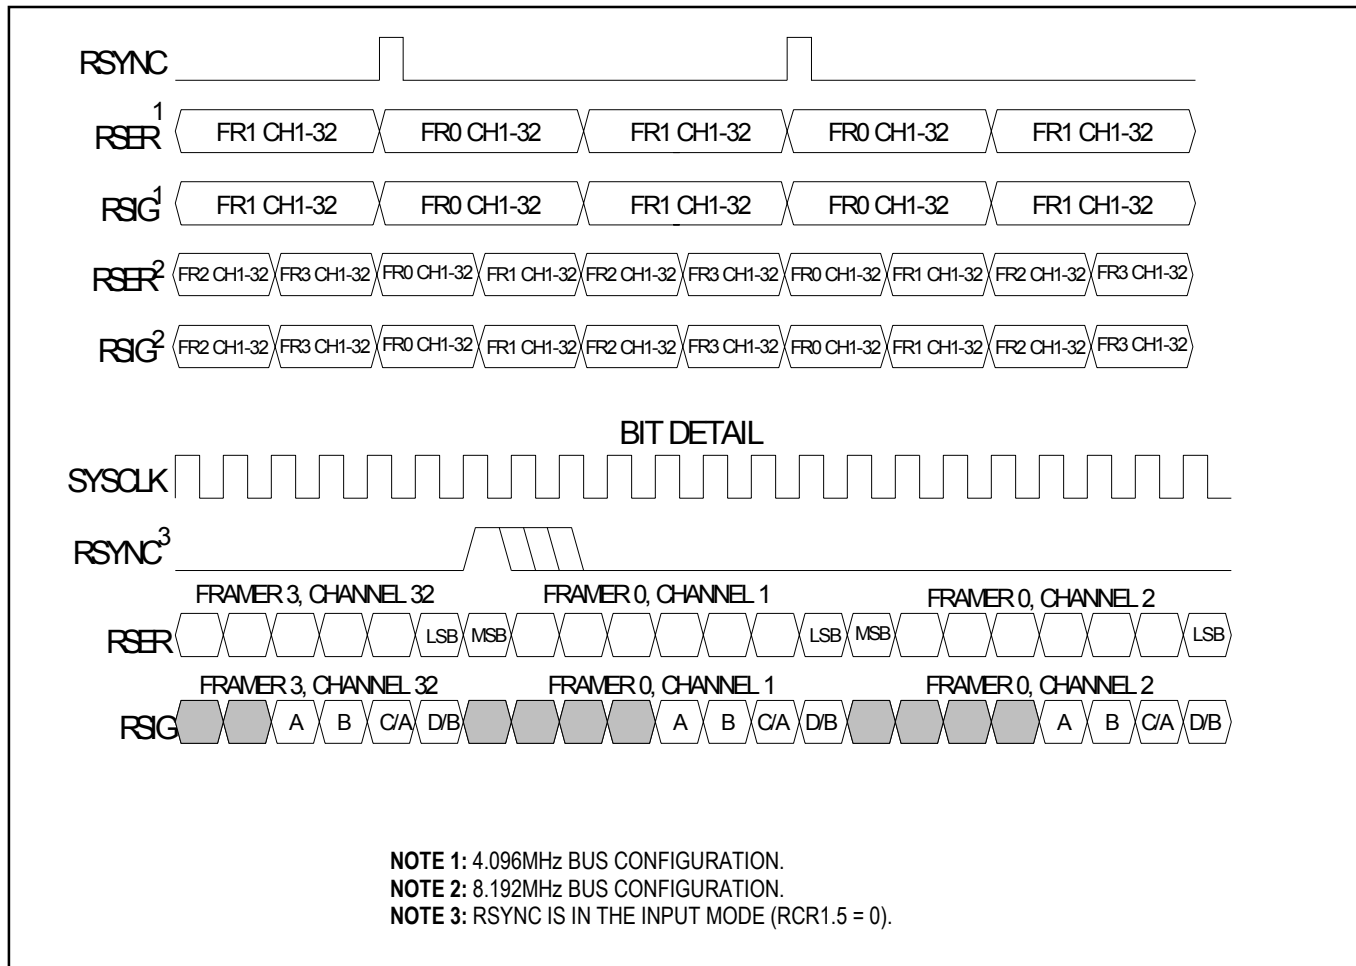 RSYNC
RSER1 FR1 CH1-32 FR0 CH1-32 FR1 CH1-32 FR0 CH1-32 FR1 CH1-32
RSIG1 FR1 CH1-32 FR0 CH1-32 FR1 CH1-32 FR0 CH1-32 FR1 CH1-32
RSER2 FR2 CH1-32 FR3 CH1-32 FR0 CH1-32 FR1 CH1-32 FR2 CH1-32 FR3 CH1-32 FR0 CH1-32 FR1 CH1-32 FR2 CH1-32 FR3 CH1-32
RSIG2 FR2 CH1-32 FR3 CH1-32 FR0 CH1-32 FR1 CH1-32 FR2 CH1-32 FR3 CH1-32 FR0 CH1-32 FR1 CH1-32 FR2 CH1-32 FR3 CH1-32
BIT DETAIL
SYSCLK
RSYNC3
FRAMER 3, CHANNEL 32 FRAMER 0, CHANNEL 1 FRAMER 0, CHANNEL 2
RSER LSB MSB LSB MSB LSB
FRAMER 3, CHANNEL 32 FRAMER 0, CHANNEL 1 FRAMER 0, CHANNEL 2
RSIG A B C/A D/B A B C/A D/B A B C/A D/B
NOTE 1: 4.096MHz BUS CONFIGURATION.
NOTE 2: 8.192MHz BUS CONFIGURATION.
NOTE 3: RSYNC IS IN THE INPUT MODE (RCR1.5 = 0).